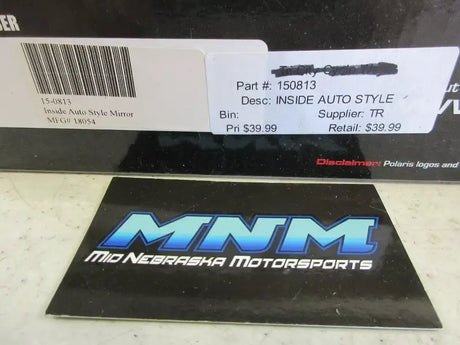 15-0813
Inside Auto Style Mirror
MFG# 18054
Part #: 150813
Desc: INSIDE AUTO STYLE
Bin: Supplier: TR
Pri $39.99 Retail: $39.99
Disclaimer: Polaris logos and
MNM
MID NEBRASKA MOTORSPORTS